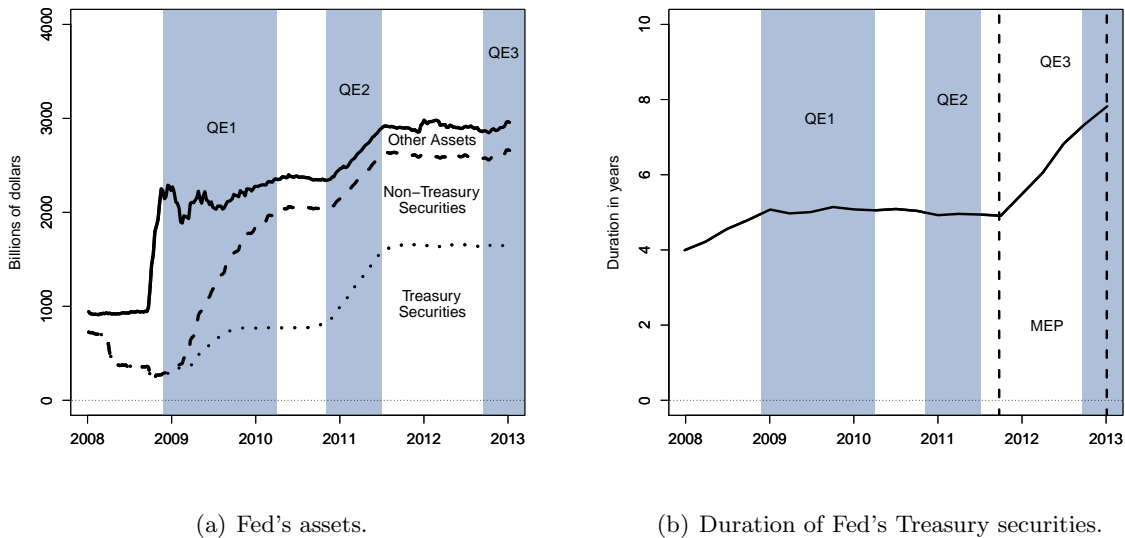 4000
3000
2000
1000
0
Billions of dollars
QE1
QE2
QE3
Other Assets
Non−Treasury
Securities
Treasury
Securities
2008 2009 2010 2011 2012 2013
(a) Fed's assets.
10
8
6
4
2
0
Duration in years
QE3
QE2
QE1
MEP
2008 2009 2010 2011 2012 2013
(b) Duration of Fed's Treasury securities.